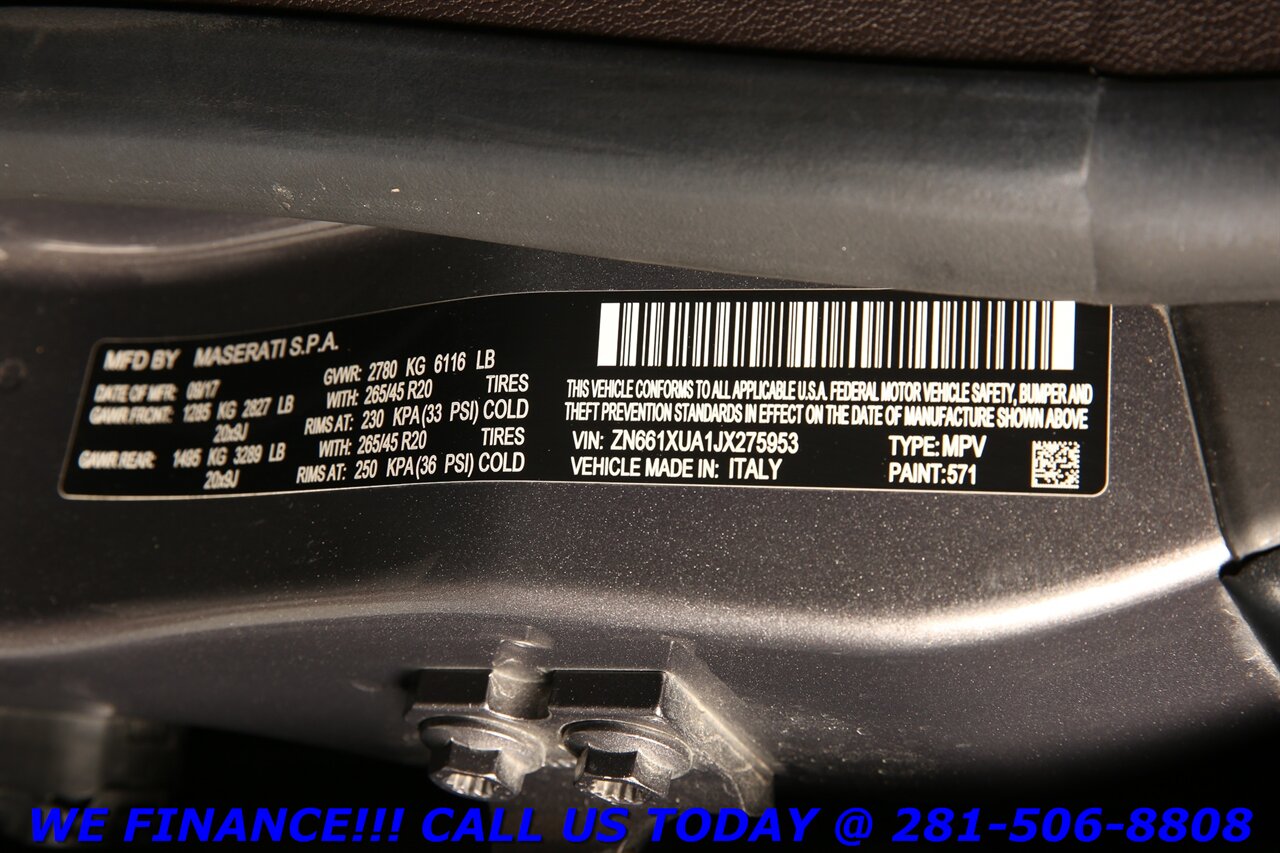 MFD BY MASERATI S.P.A.
DATE OF MFR: 09/17 GVWR: 2780 KG 6116 LB
GAWR FRONT: 1285 KG 2827 LB WITH: 265/45 R20 TIRES
20x9J RIMS AT: 230 KPA (33 PSI) COLD
GAWR REAR: 1495 KG 3289 LB WITH: 265/45 R20 TIRES
20x9J RIMS AT: 250 KPA (36 PSI) COLD
THIS VEHICLE CONFORMS TO ALL APPLICABLE U.S.A. FEDERAL MOTOR VEHICLE SAFETY, BUMPER AND
THEFT PREVENTION STANDARDS IN EFFECT ON THE DATE OF MANUFACTURE SHOWN ABOVE
VIN: ZN661XUA1JX275953 TYPE: MPV
VEHICLE MADE IN: ITALY PAINT: 571
WE FINANCE!!! CALL US TODAY @ 281-506-8808